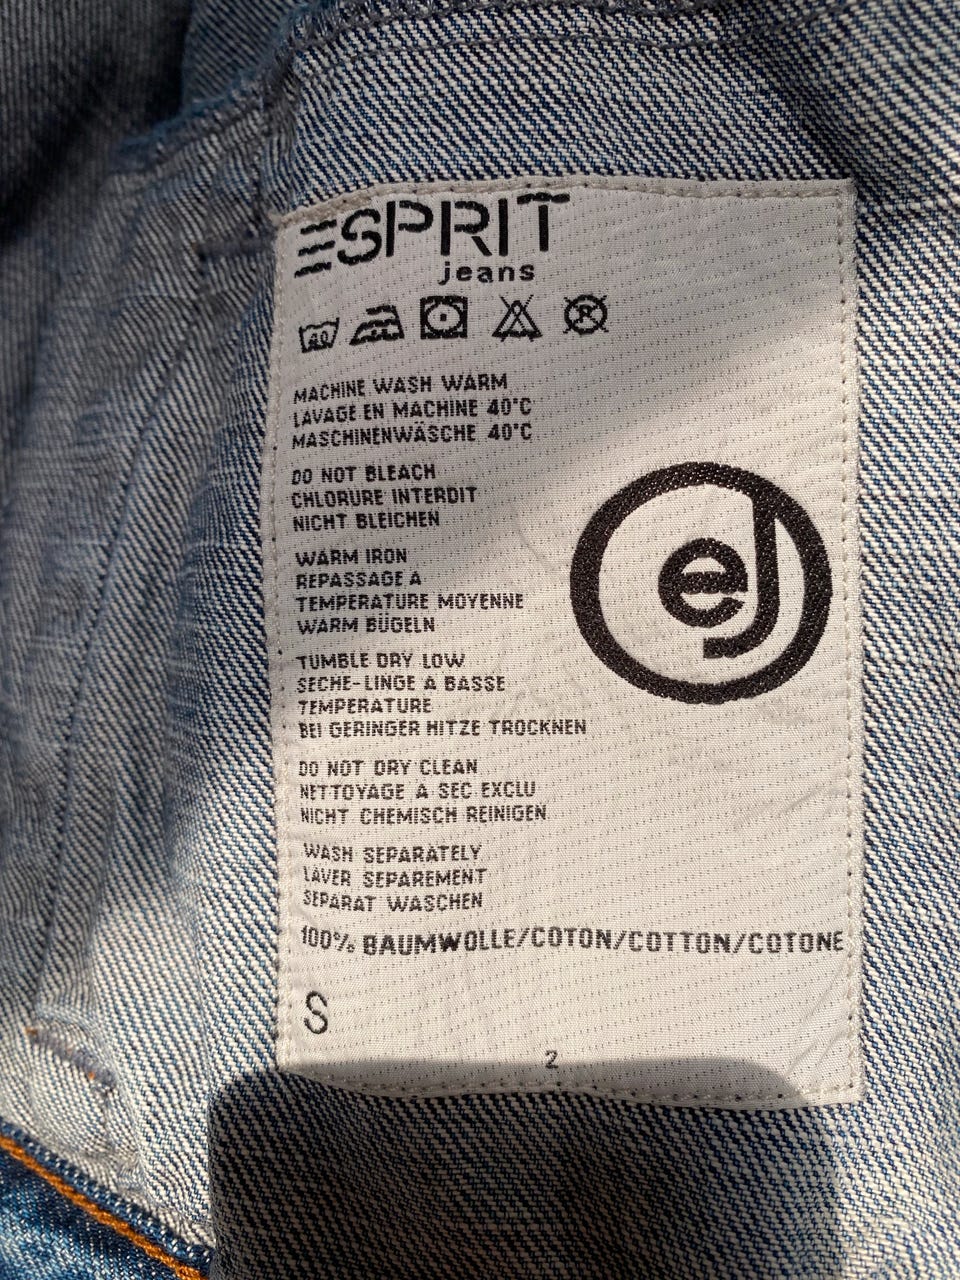 ESPRIT
jeans
40
R
MACHINE WASH WARM
LAVAGE EN MACHINE 40°C
MASCHINENWÄSCHE 40°C
DO NOT BLEACH
CHLORURE INTERDIT
NICHT BLEICHEN
WARM IRON
REPASSAGE A
TEMPERATURE MOYENNE
WARM BÜGELN
TUMBLE DRY LOW
SECHE-LINGE A BASSE
TEMPERATURE
BEI GERINGER HITZE TROCKNEN
DO NOT DRY CLEAN
NETTOYAGE A SEC EXCLU
NICHT CHEMISCH REINIGEN
WASH SEPARATELY
LAVER SEPAREMENT
SEPARAT WASCHEN
ej
100% BAUMWOLLE/COTON/COTTON/COTONE
S
2